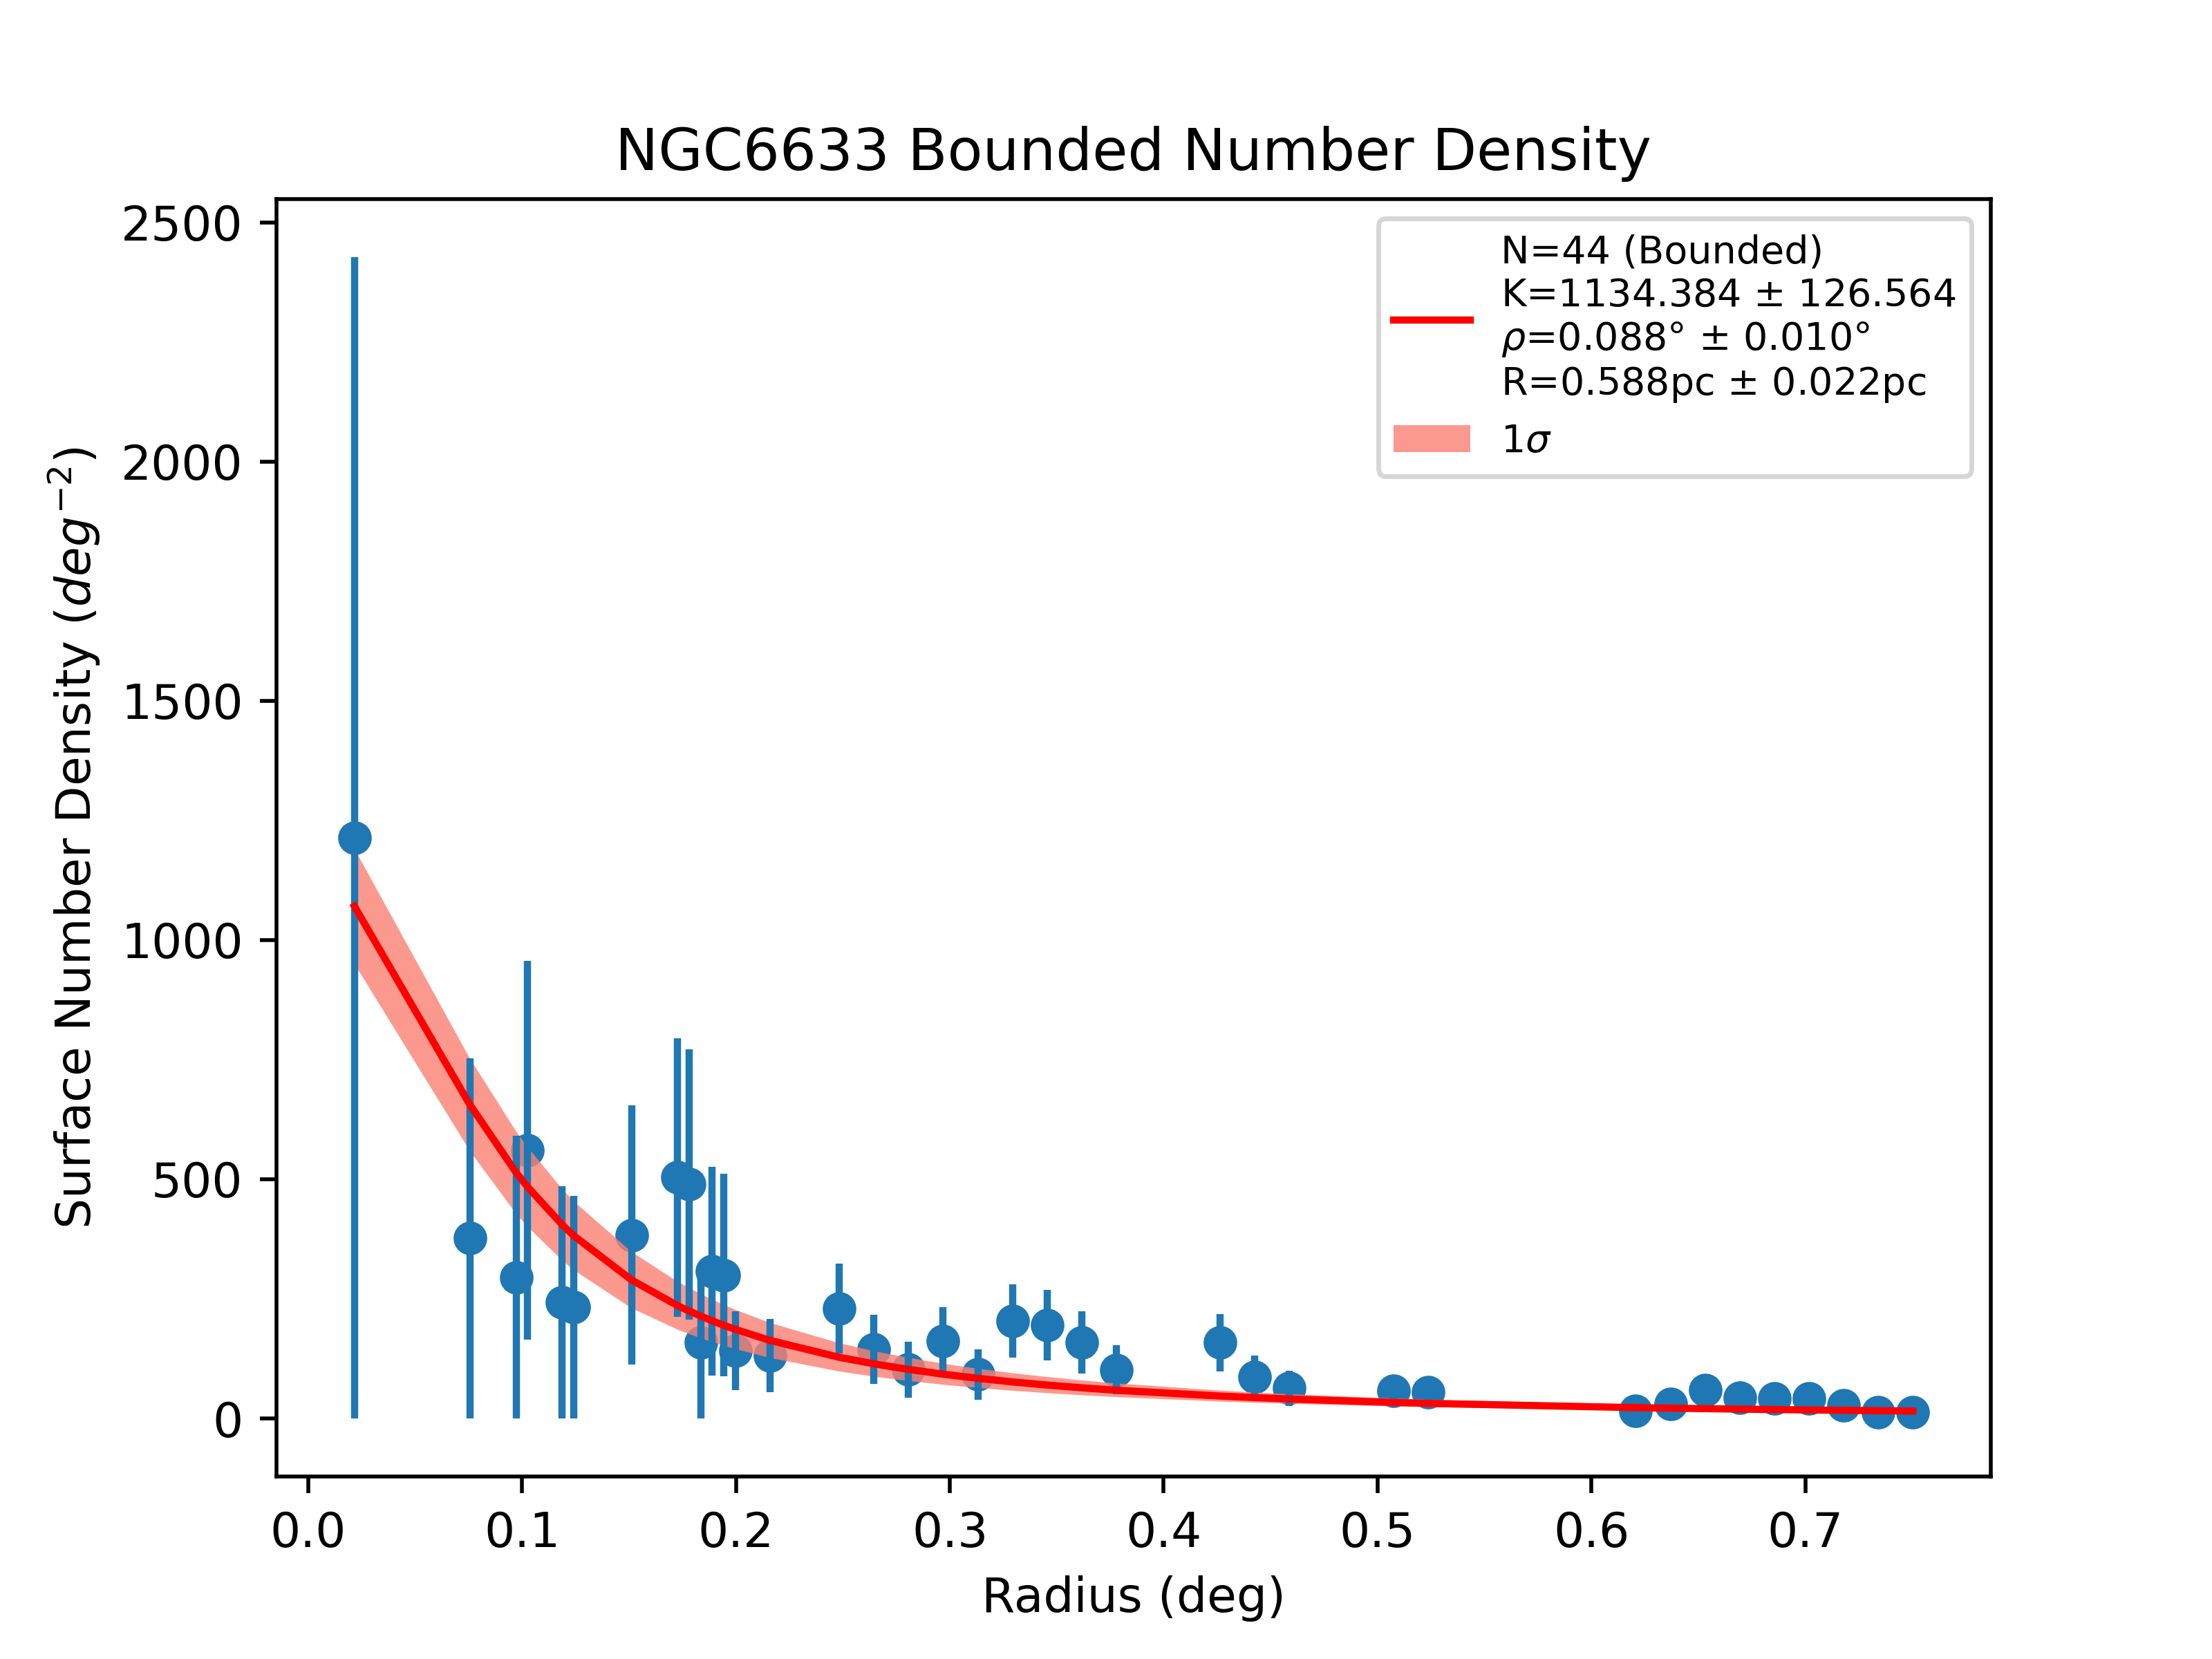 NGC6633 Bounded Number Density
2500
2000
1500
1000
500
0
Surface Number Density (deg⁻²)
N=44 (Bounded)
K=1134.384 ± 126.564
ρ=0.088° ± 0.010°
R=0.588pc ± 0.022pc
1σ
0.0 0.1 0.2 0.3 0.4 0.5 0.6 0.7
Radius (deg)